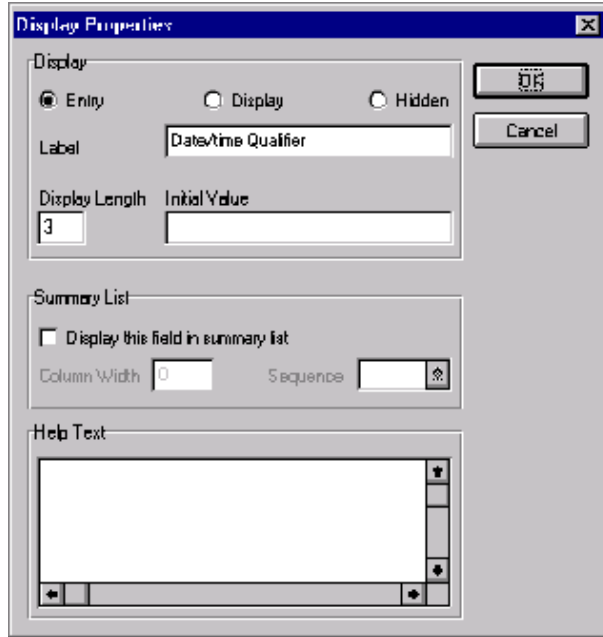 Display Properties
Display
OK
Entry Display Hidden
Cancel
Label Date/time Qualifier
Display Length Initial Value
3
Summary List
Display this field in summary list
Column Width 0 Sequence
Help Text